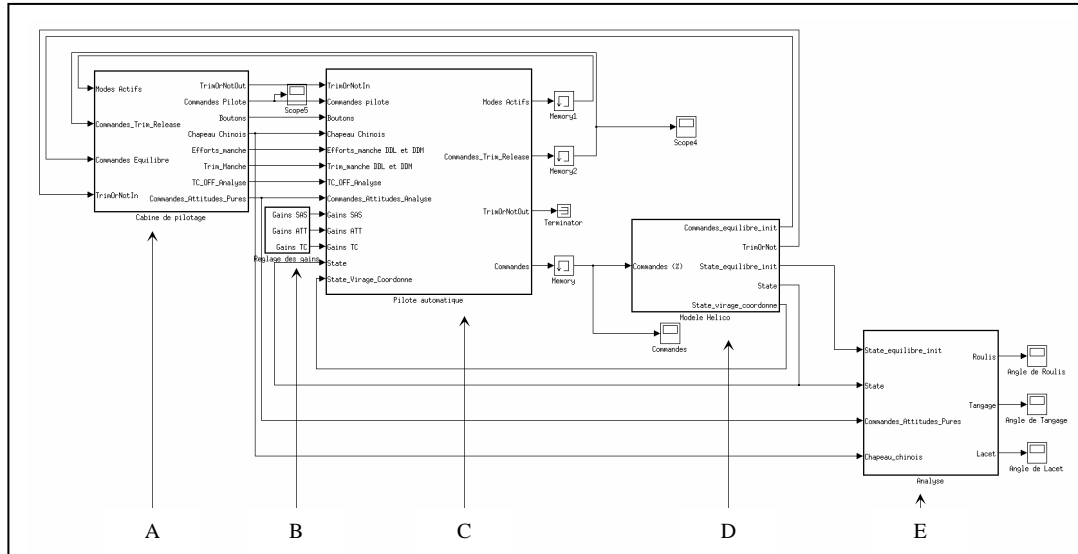 Modes Actifs
Commandes_Trim_Release
Commandes Equilibre
TrimOrNotIn
TrimOrNotOut
Commandes Pilote
Boutons
Chapeau Chinois
Efforts_manche
Trim_Manche
TC_OFF_Analyse
Commandes_Attitudes_Pures
Cabine de pilotage
Scope5
Gains SAS
Gains ATT
Gains TC
Reglage des gains
TrimOrNotIn
Commandes pilote
Boutons
Chapeau Chinois
Efforts_manche DDL et DDM
Trim_manche DDL et DDM
TC_OFF_Analyse
Commandes_Attitudes_Analyse
Gains SAS
Gains ATT
Gains TC
State
State_Virage_Coordonne
Modes Actifs
Commandes_Trim_Release
TrimOrNotOut
Commandes
Pilote automatique
Memory1
Memory2
Terminator
Memory
Scope4
Commandes
Commandes (%)
Commandes_equilibre_init
TrimOrNot
State_equilibre_init
State
State_virage_coordonne
Modele Helico
State_equilibre_init
State
Commandes_Attitudes_Pures
Chapeau_chinois
Roulis
Tangage
Lacet
Analyse
Angle de Roulis
Angle de Tangage
Angle de Lacet
A
B
C
D
E